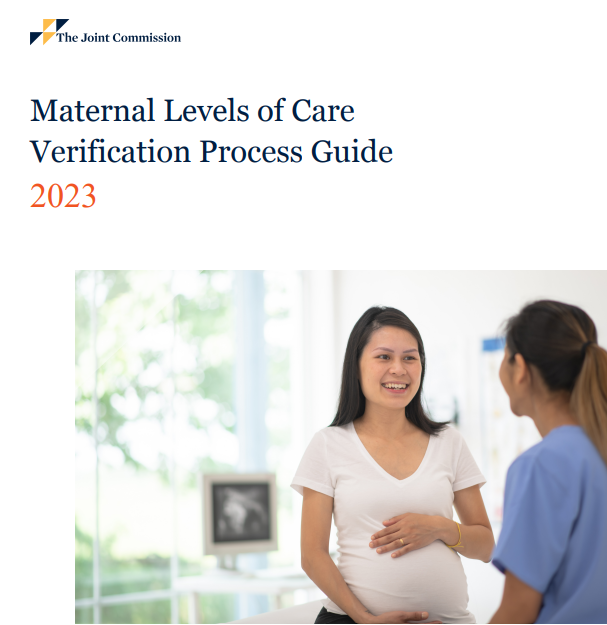 The Joint Commission
Maternal Levels of Care
Verification Process Guide
2023